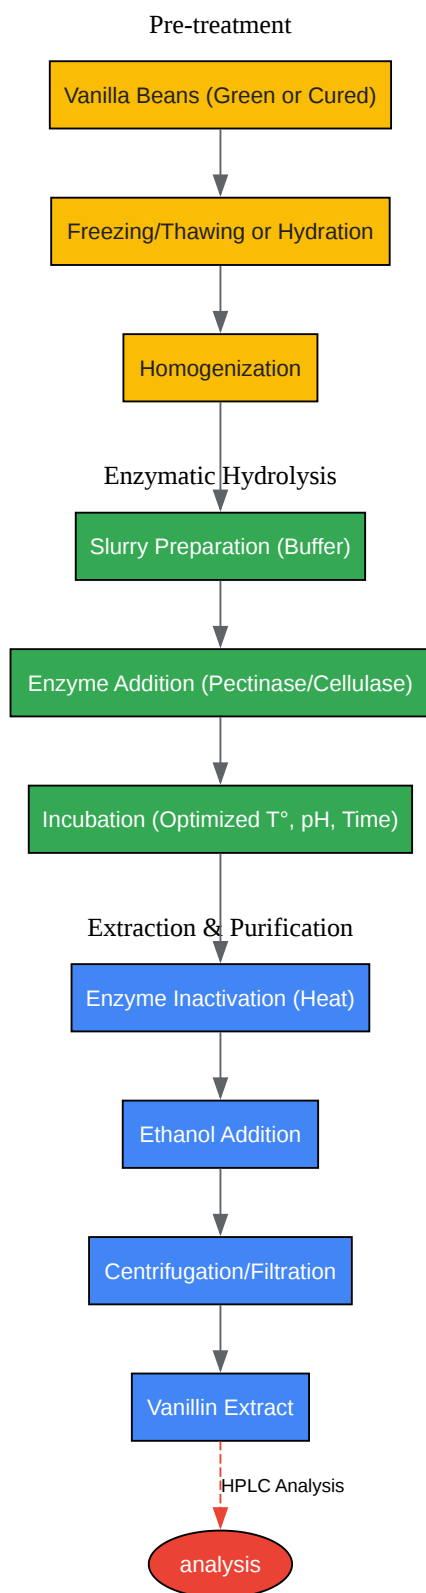 Pre-treatment
Vanilla Beans (Green or Cured)
Freezing/Thawing or Hydration
Homogenization
Enzymatic Hydrolysis
Slurry Preparation (Buffer)
Enzyme Addition (Pectinase/Cellulase)
Incubation (Optimized T°, pH, Time)
Extraction & Purification
Enzyme Inactivation (Heat)
Ethanol Addition
Centrifugation/Filtration
Vanillin Extract
HPLC Analysis
analysis